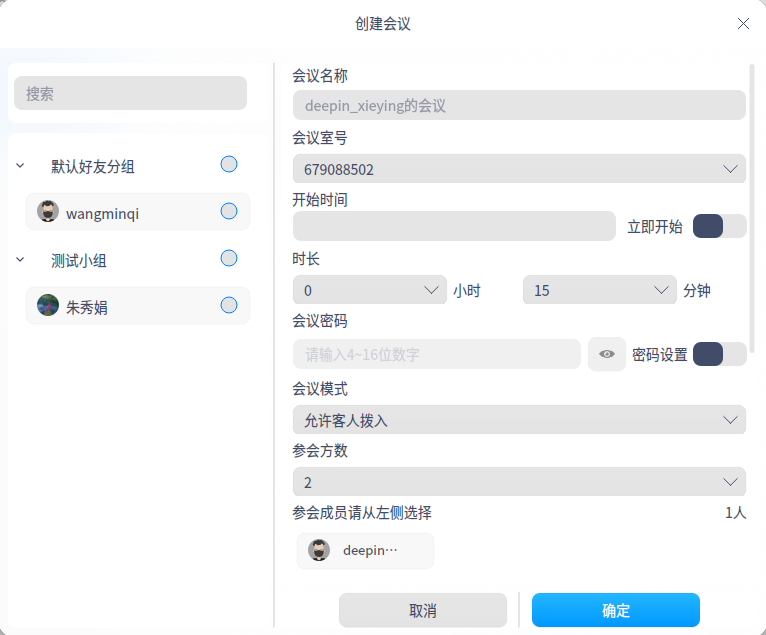 创建会议
搜索
默认好友分组
wangminqi
测试小组
朱秀娟
会议名称
deepin_xieying的会议
会议室号
679088502
开始时间
立即开始
时长
0 小时 15 分钟
会议密码
请输入4~16位数字 密码设置
会议模式
允许客人拨入
参会方数
2
参会成员请从左侧选择 1人
deepin···
取消 确定